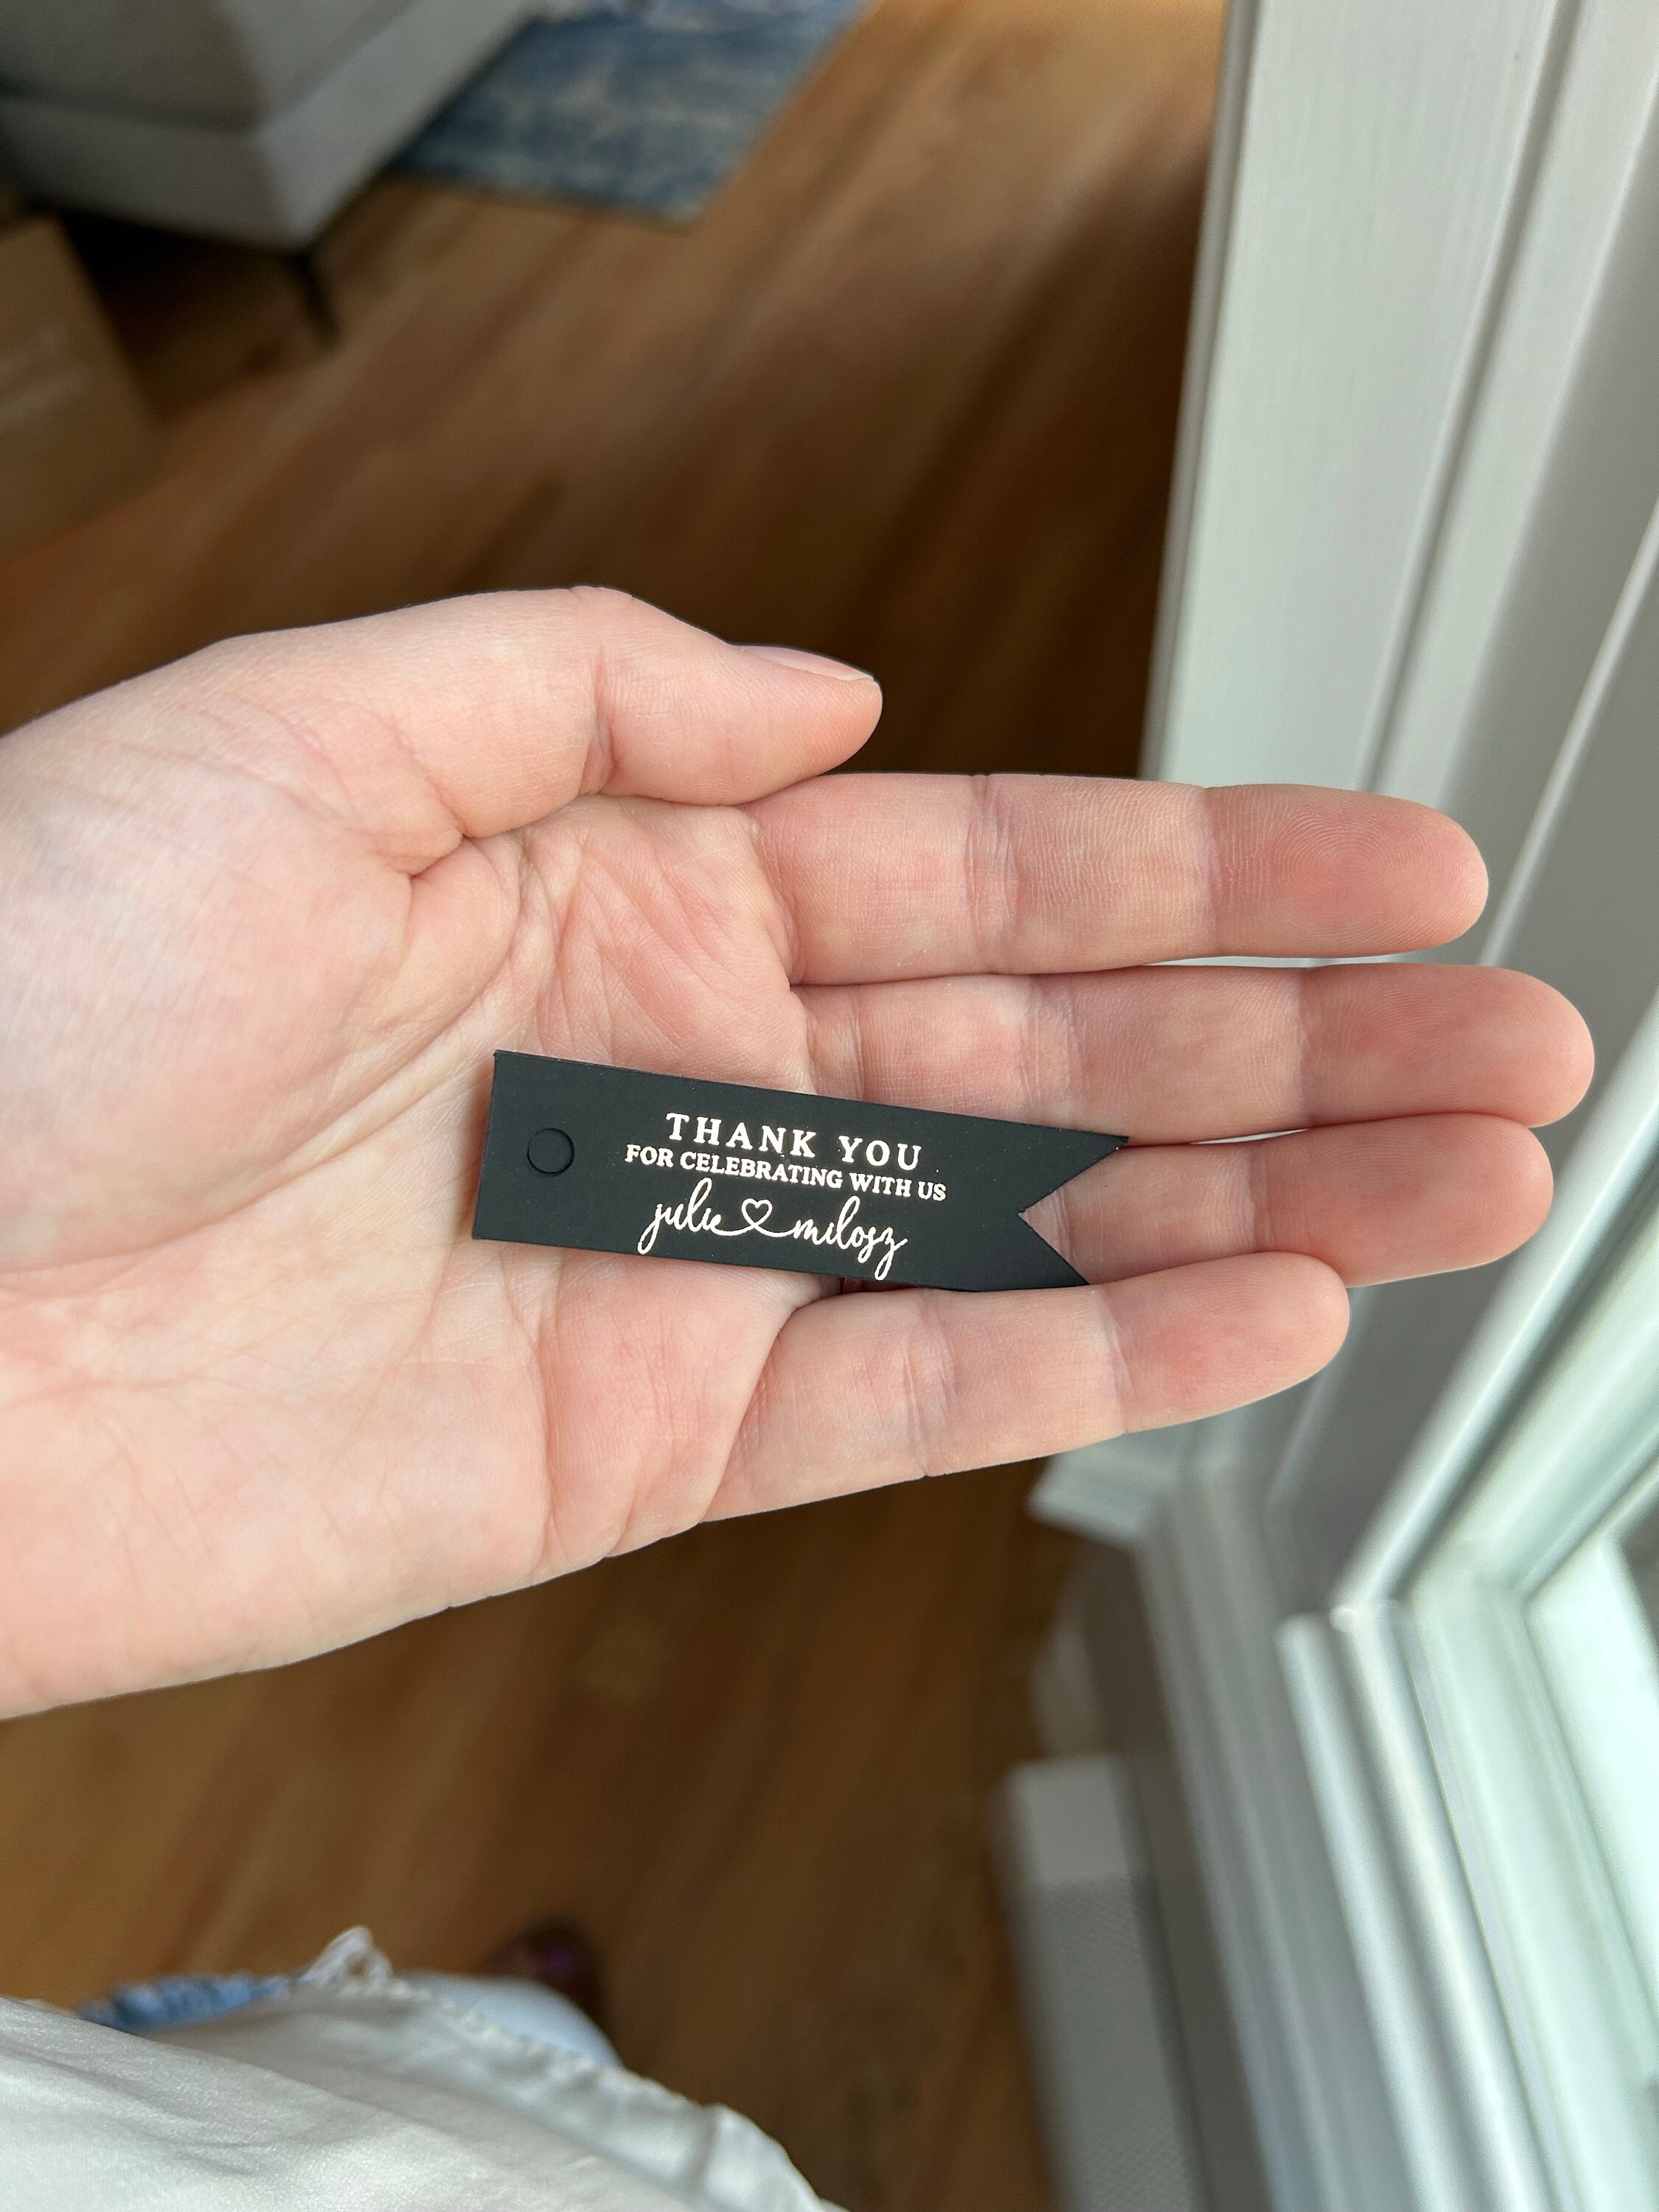 THANK YOU
FOR CELEBRATING WITH US
julie♡milosz